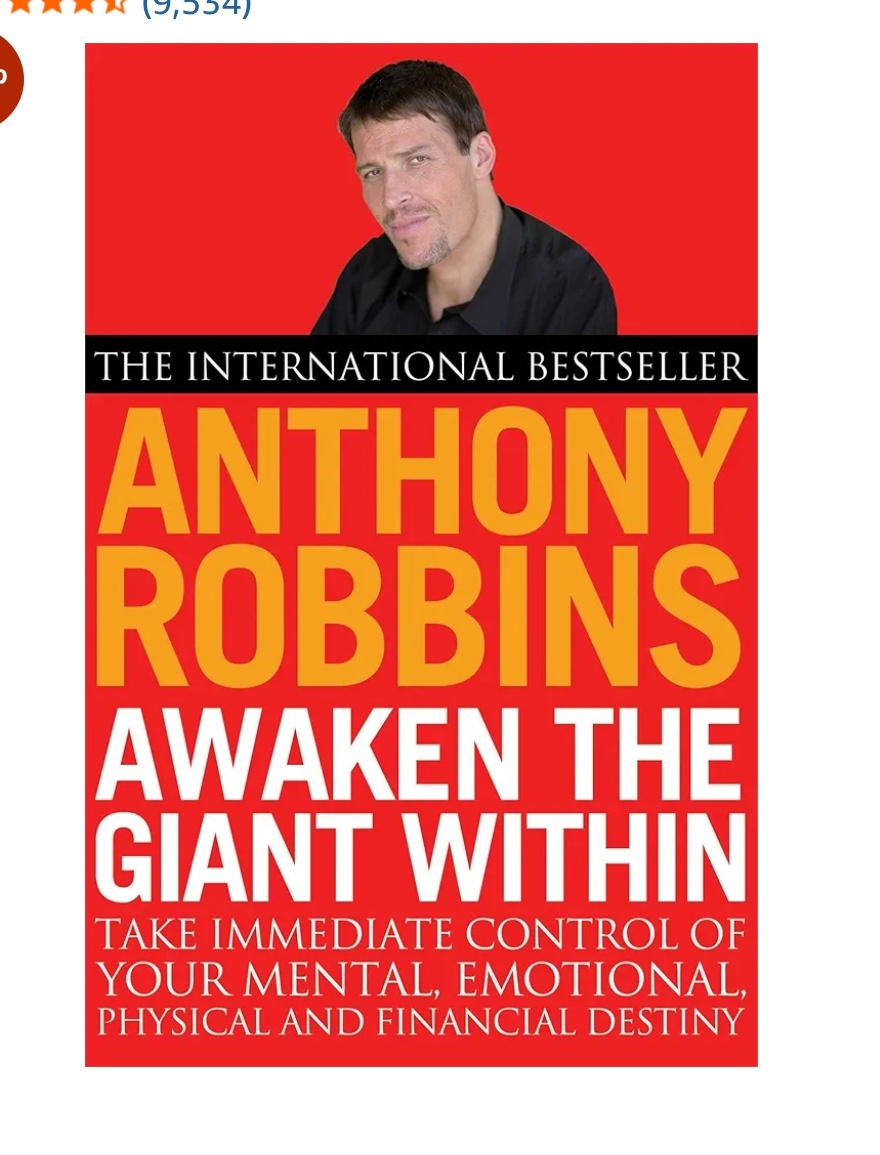 (9,534)
THE INTERNATIONAL BESTSELLER
ANTHONY
ROBBINS
AWAKEN THE
GIANT WITHIN
TAKE IMMEDIATE CONTROL OF
YOUR MENTAL, EMOTIONAL,
PHYSICAL AND FINANCIAL DESTINY